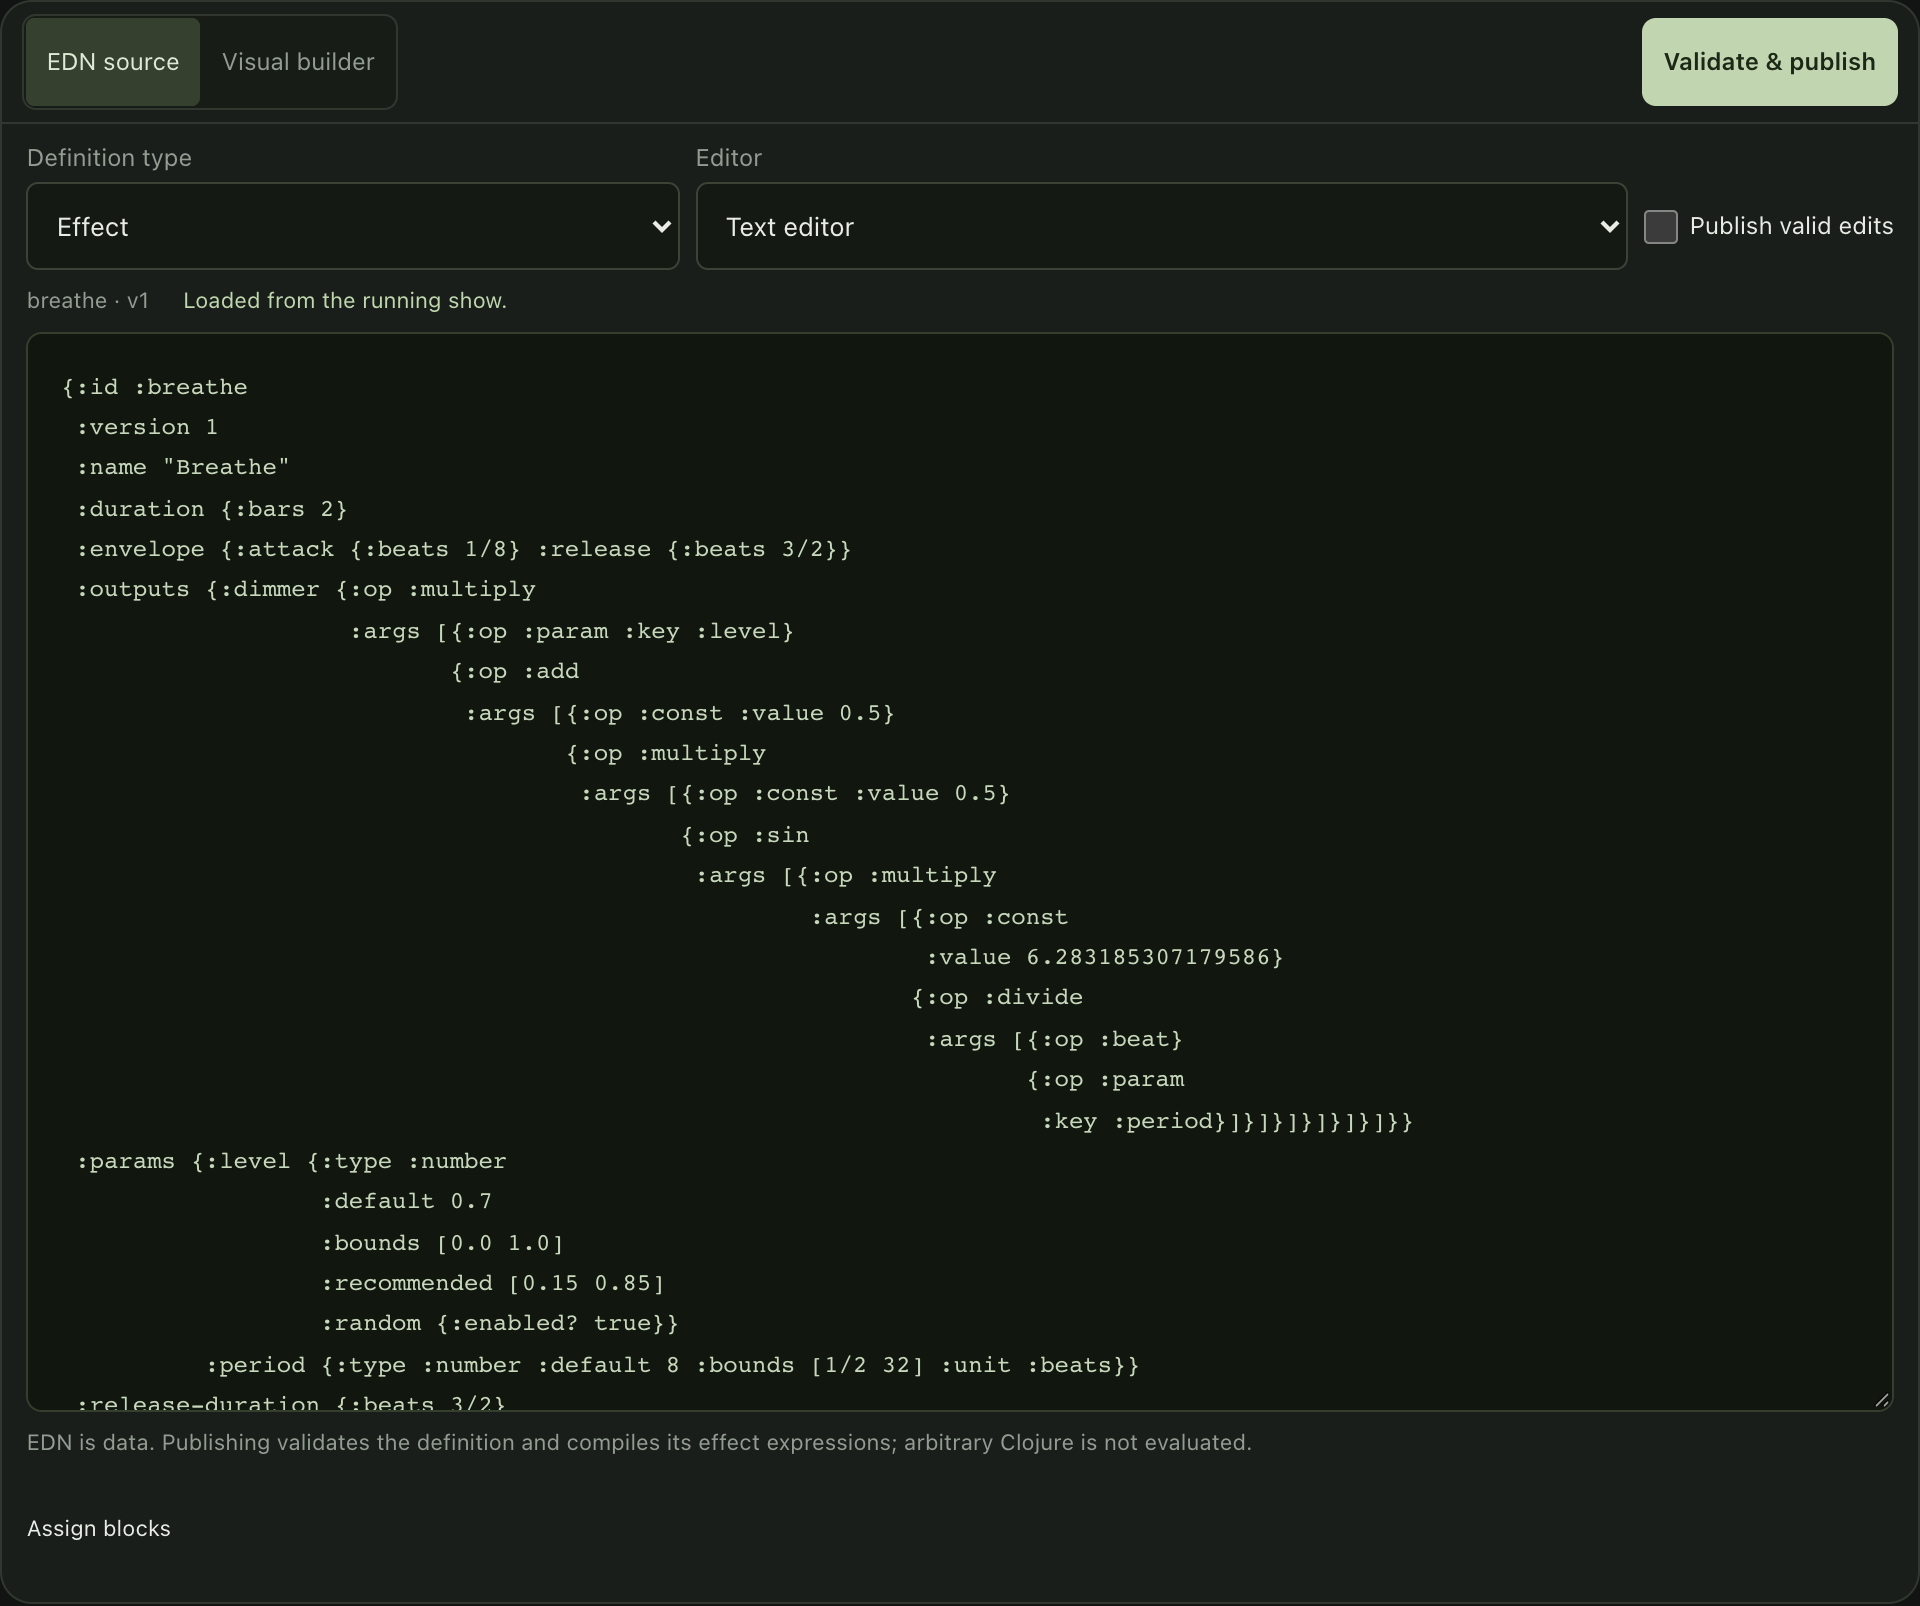 EDN source
Visual builder
Validate & publish
Definition type
Editor
Effect
Text editor
Publish valid edits
breathe · v1
Loaded from the running show.
{:id :breathe
 :version 1
 :name "Breathe"
 :duration {:bars 2}
 :envelope {:attack {:beats 1/8} :release {:beats 3/2}}
 :outputs {:dimmer {:op :multiply
                    :args [{:op :param :key :level}
                           {:op :add
                            :args [{:op :const :value 0.5}
                                   {:op :multiply
                                    :args [{:op :const :value 0.5}
                                           {:op :sin
                                            :args [{:op :multiply
                                                    :args [{:op :const
                                                            :value 6.283185307179586}
                                                           {:op :divide
                                                            :args [{:op :beat}
                                                                   {:op :param
                                                                    :key :period}]}]}]}]}]}]}}
 :params {:level {:type :number
                  :default 0.7
                  :bounds [0.0 1.0]
                  :recommended [0.15 0.85]
                  :random {:enabled? true}}
          :period {:type :number :default 8 :bounds [1/2 32] :unit :beats}}
 :release-duration {:beats 3/2}
EDN is data. Publishing validates the definition and compiles its effect expressions; arbitrary Clojure is not evaluated.
Assign blocks